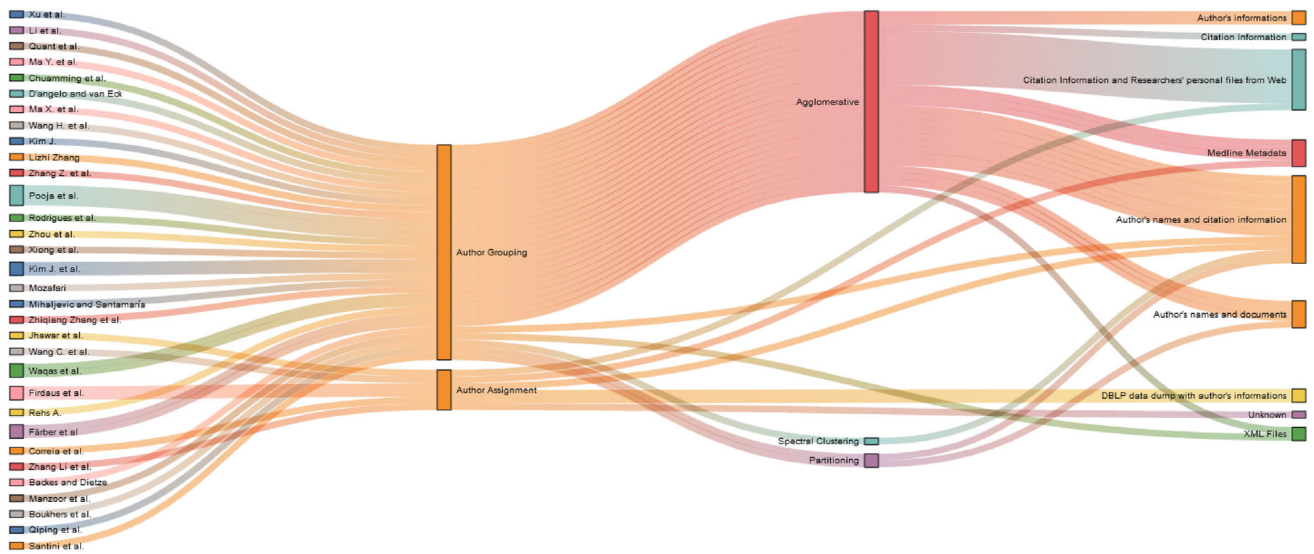 Xu et al.
Li et al.
Quant et al.
Ma Y. et al.
Chuamming et al.
D'angelo and van Eck
Ma X. et al.
Wang H. et al.
Kim J.
Lizhi Zhang
Zhang Z. et al.
Pooja et al.
Rodrigues et al.
Zhou et al.
Xiong et al.
Kim J. et al.
Mozafari
Mihaljevic and Santamaría
Zhiqiang Zhang et al.
Jhawar et al.
Wang C. et al.
Waqas et al.
Firdaus et al.
Rehs A.
Färber et al
Correia et al.
Zhang Li et al.
Backes and Dietze
Manzoor et al.
Boukhers et al.
Qiping et al.
Santini et al.
Author Grouping
Author Assignment
Agglomerative
Spectral Clustering
Partitioning
Author's informations
Citation Information
Citation Information and Researchers' personal files from Web
Medline Metadata
Author's names and citation information
Author's names and documents
DBLP data dump with author's informations
Unknown
XML Files